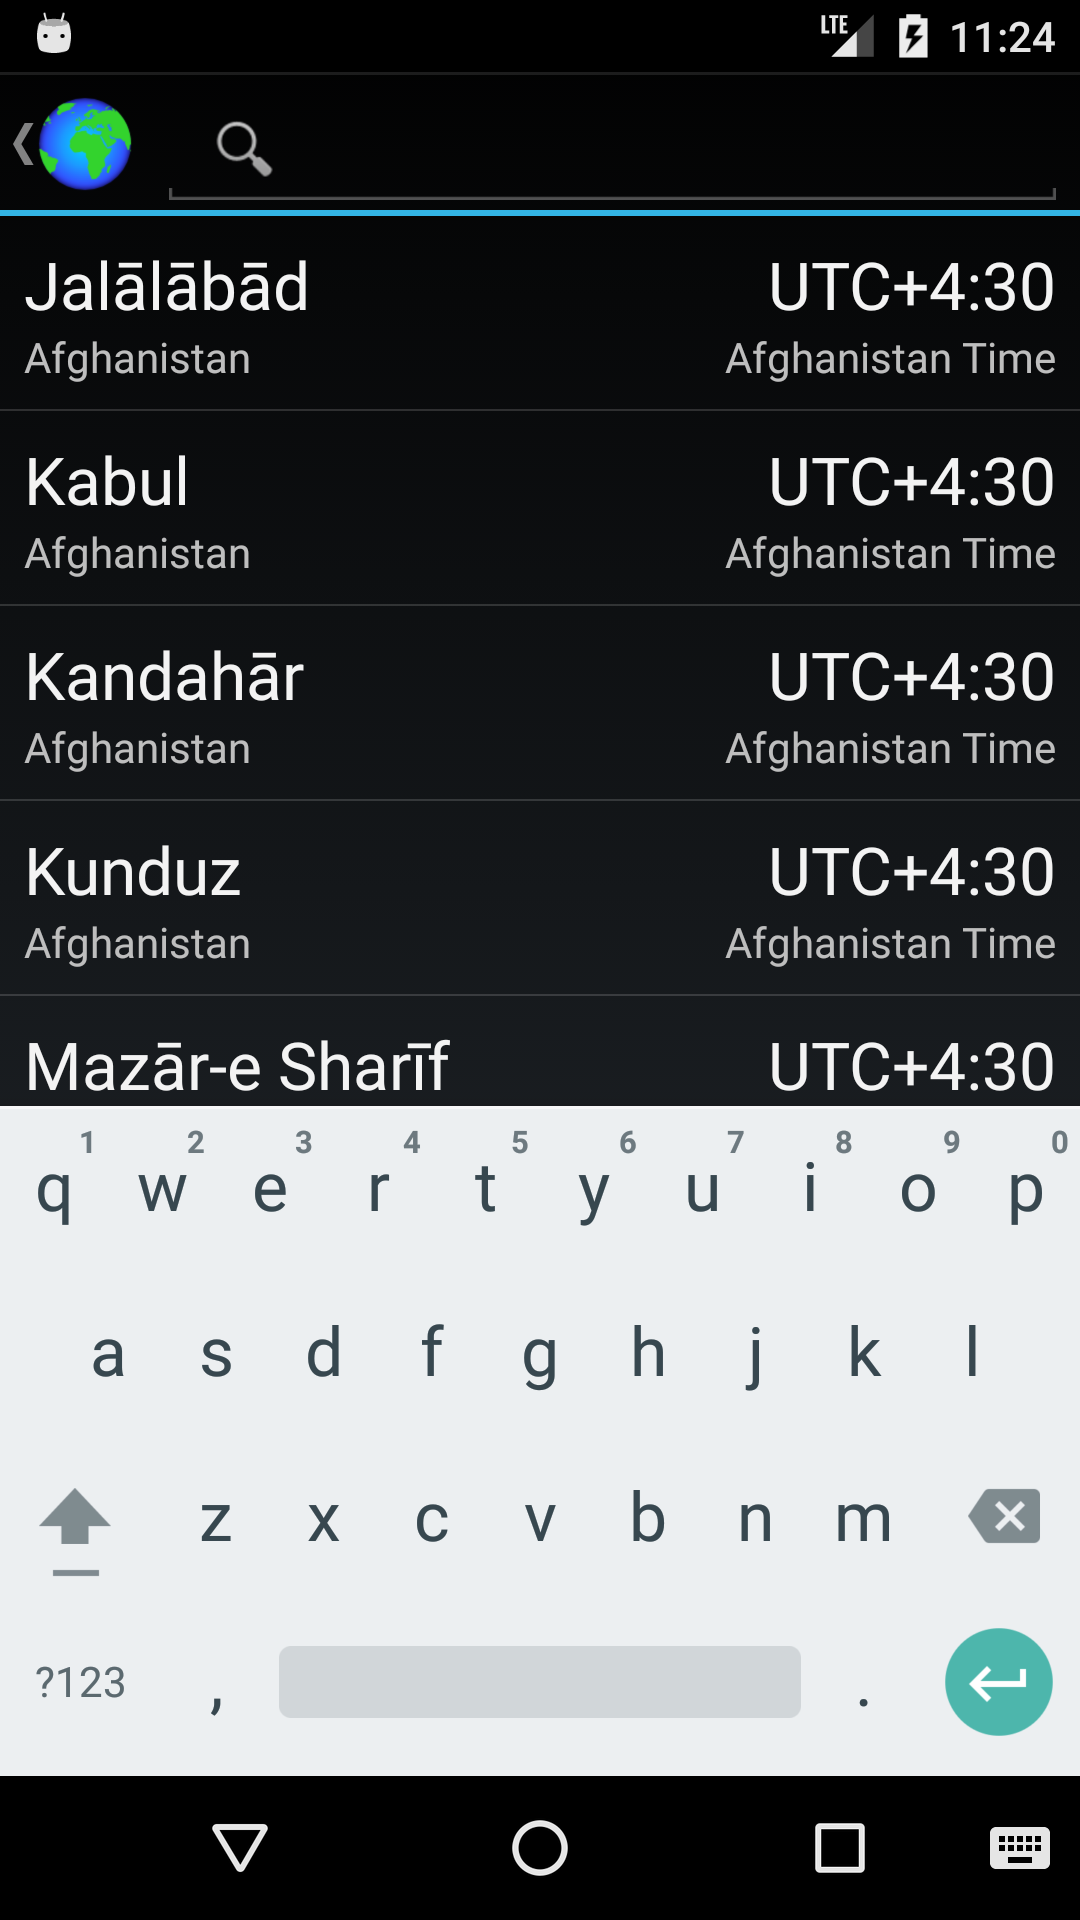 LTE 11:24
Jalālābād UTC+4:30
Afghanistan Afghanistan Time
Kabul UTC+4:30
Afghanistan Afghanistan Time
Kandahār UTC+4:30
Afghanistan Afghanistan Time
Kunduz UTC+4:30
Afghanistan Afghanistan Time
Mazār-e Sharīf UTC+4:30
1 2 3 4 5 6 7 8 9 0
q w e r t y u i o p
a s d f g h j k l
z x c v b n m
?123 , .